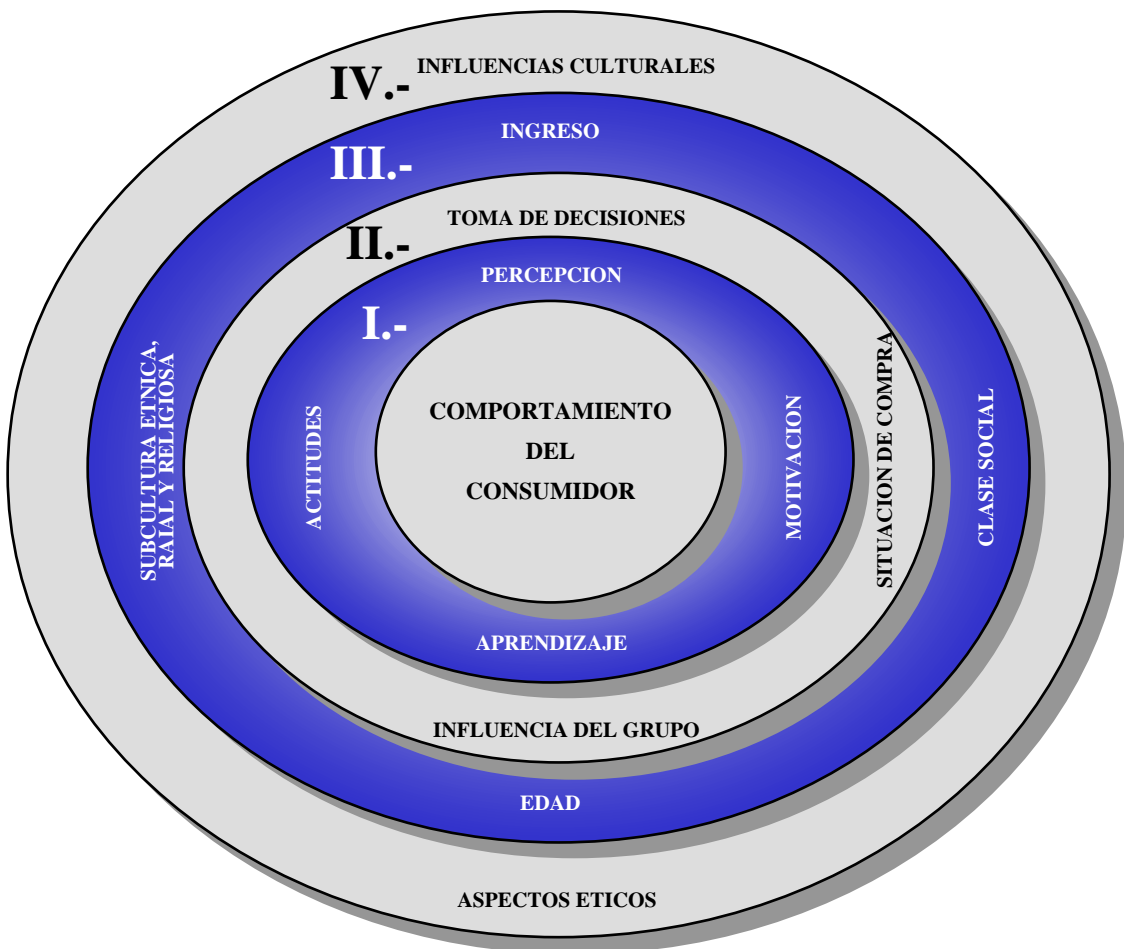 INFLUENCIAS CULTURALES
IV.-
INGRESO
III.-
TOMA DE DECISIONES
II.-
PERCEPCION
I.-
SUBCULTURA ETNICA,
RAIAL Y RELIGIOSA
ACTITUDES
COMPORTAMIENTO
DEL
CONSUMIDOR
MOTIVACION
SITUACION DE COMPRA
CLASE SOCIAL
APRENDIZAJE
INFLUENCIA DEL GRUPO
EDAD
ASPECTOS ETICOS